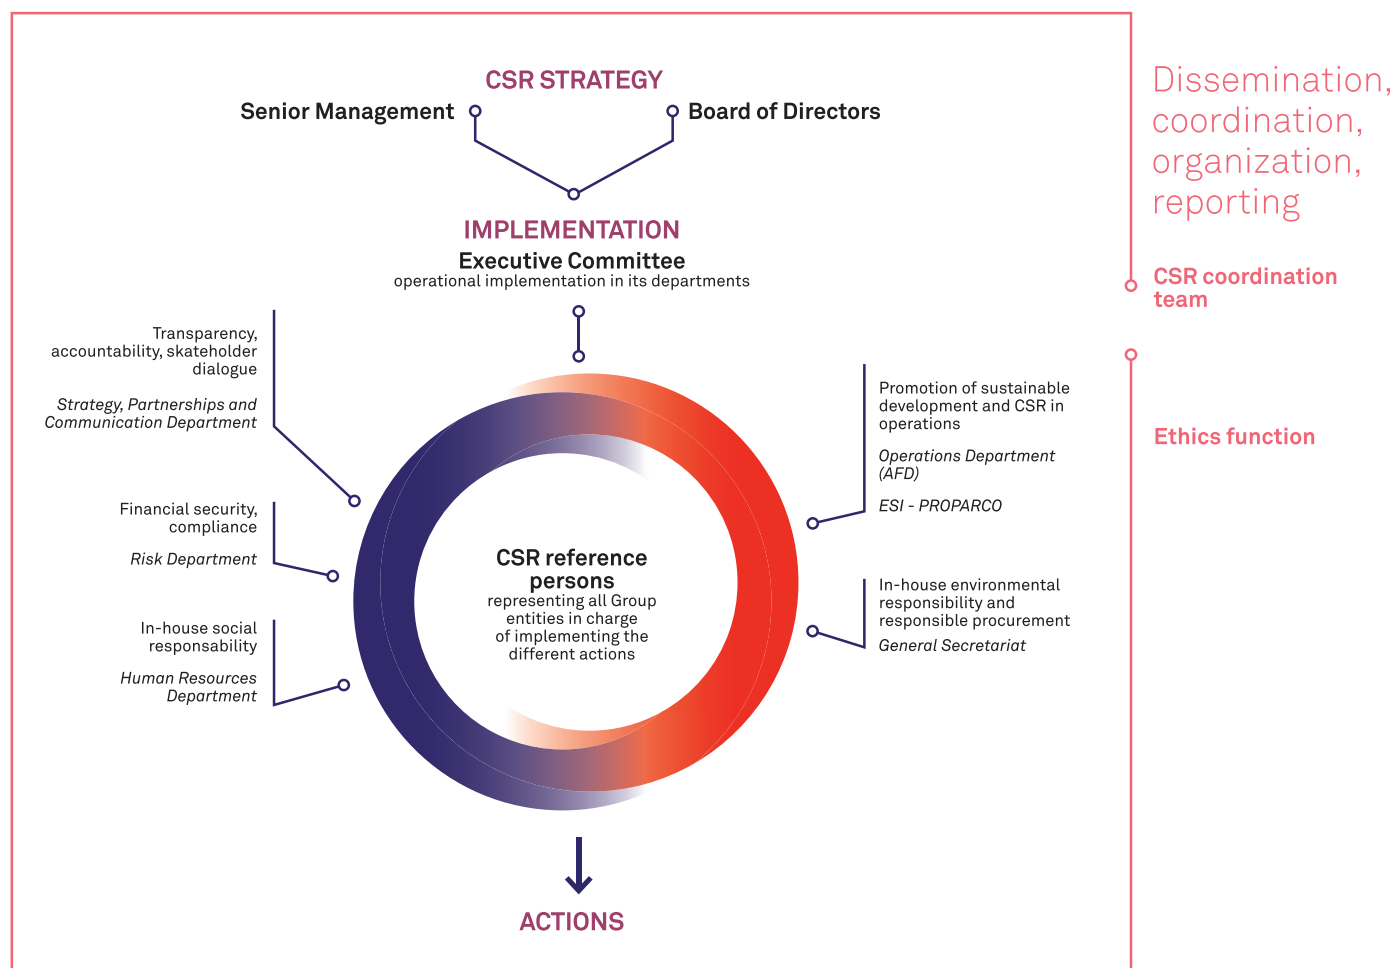 CSR STRATEGY
Senior Management
Board of Directors
IMPLEMENTATION
Executive Committee
operational implementation in its departments
Transparency,
accountability, skateholder
dialogue
Strategy, Partnerships and
Communication Department
Financial security,
compliance
Risk Department
In-house social
responsability
Human Resources
Department
CSR reference
persons
representing all Group
entities in charge
of implementing the
different actions
Promotion of sustainable
development and CSR in
operations
Operations Department
(AFD)
ESI - PROPARCO
In-house environmental
responsibility and
responsible procurement
General Secretariat
ACTIONS
Dissemination,
coordination,
organization,
reporting
CSR coordination
team
Ethics function